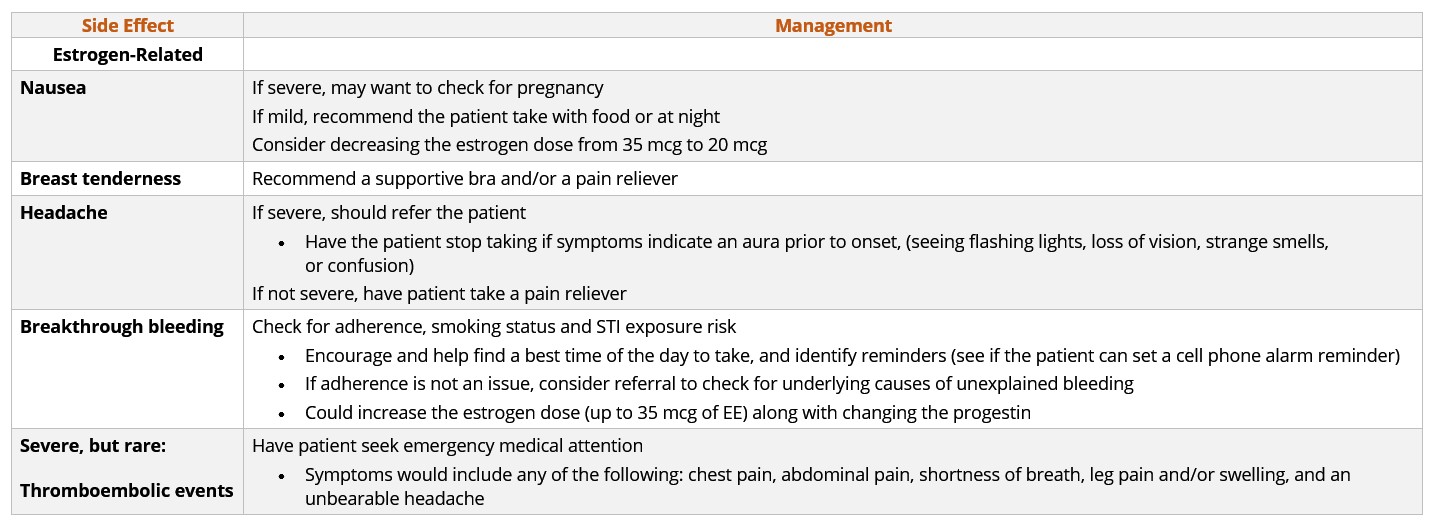 Side Effect
Management
Estrogen-Related
Nausea
If severe, may want to check for pregnancy
If mild, recommend the patient take with food or at night
Consider decreasing the estrogen dose from 35 mcg to 20 mcg
Breast tenderness
Recommend a supportive bra and/or a pain reliever
Headache
If severe, should refer the patient
• Have the patient stop taking if symptoms indicate an aura prior to onset, (seeing flashing lights, loss of vision, strange smells,
or confusion)
If not severe, have patient take a pain reliever
Breakthrough bleeding
Check for adherence, smoking status and STI exposure risk
• Encourage and help find a best time of the day to take, and identify reminders (see if the patient can set a cell phone alarm reminder)
• If adherence is not an issue, consider referral to check for underlying causes of unexplained bleeding
• Could increase the estrogen dose (up to 35 mcg of EE) along with changing the progestin
Severe, but rare:
Thromboembolic events
Have patient seek emergency medical attention
• Symptoms would include any of the following: chest pain, abdominal pain, shortness of breath, leg pain and/or swelling, and an
unbearable headache